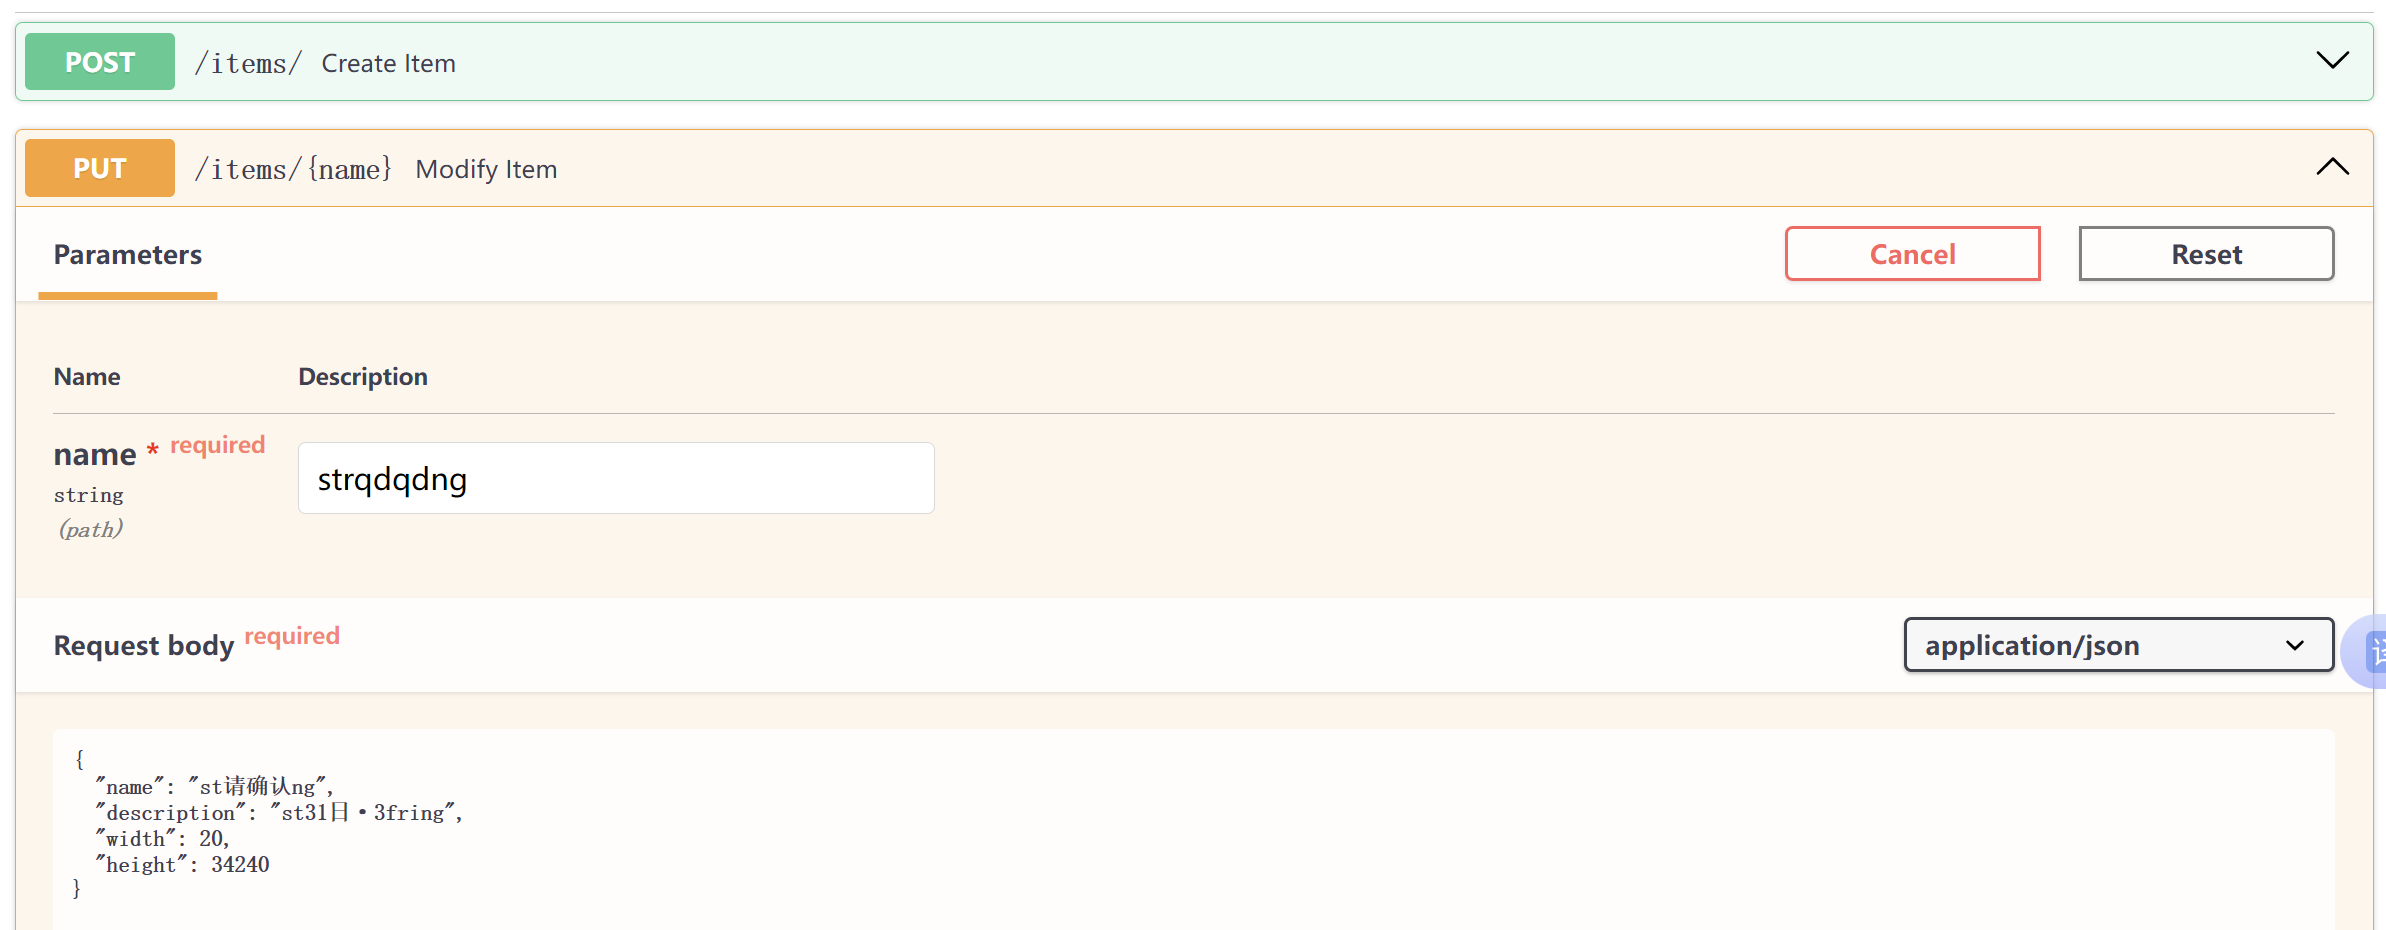 POST /items/ Create Item
PUT /items/{name} Modify Item
Parameters Cancel Reset
Name Description
name * required
string
(path)
strqdqdng
Request body required application/json
{
"name": "st请确认ng",
"description": "st31日·3fring",
"width": 20,
"height": 34240
}